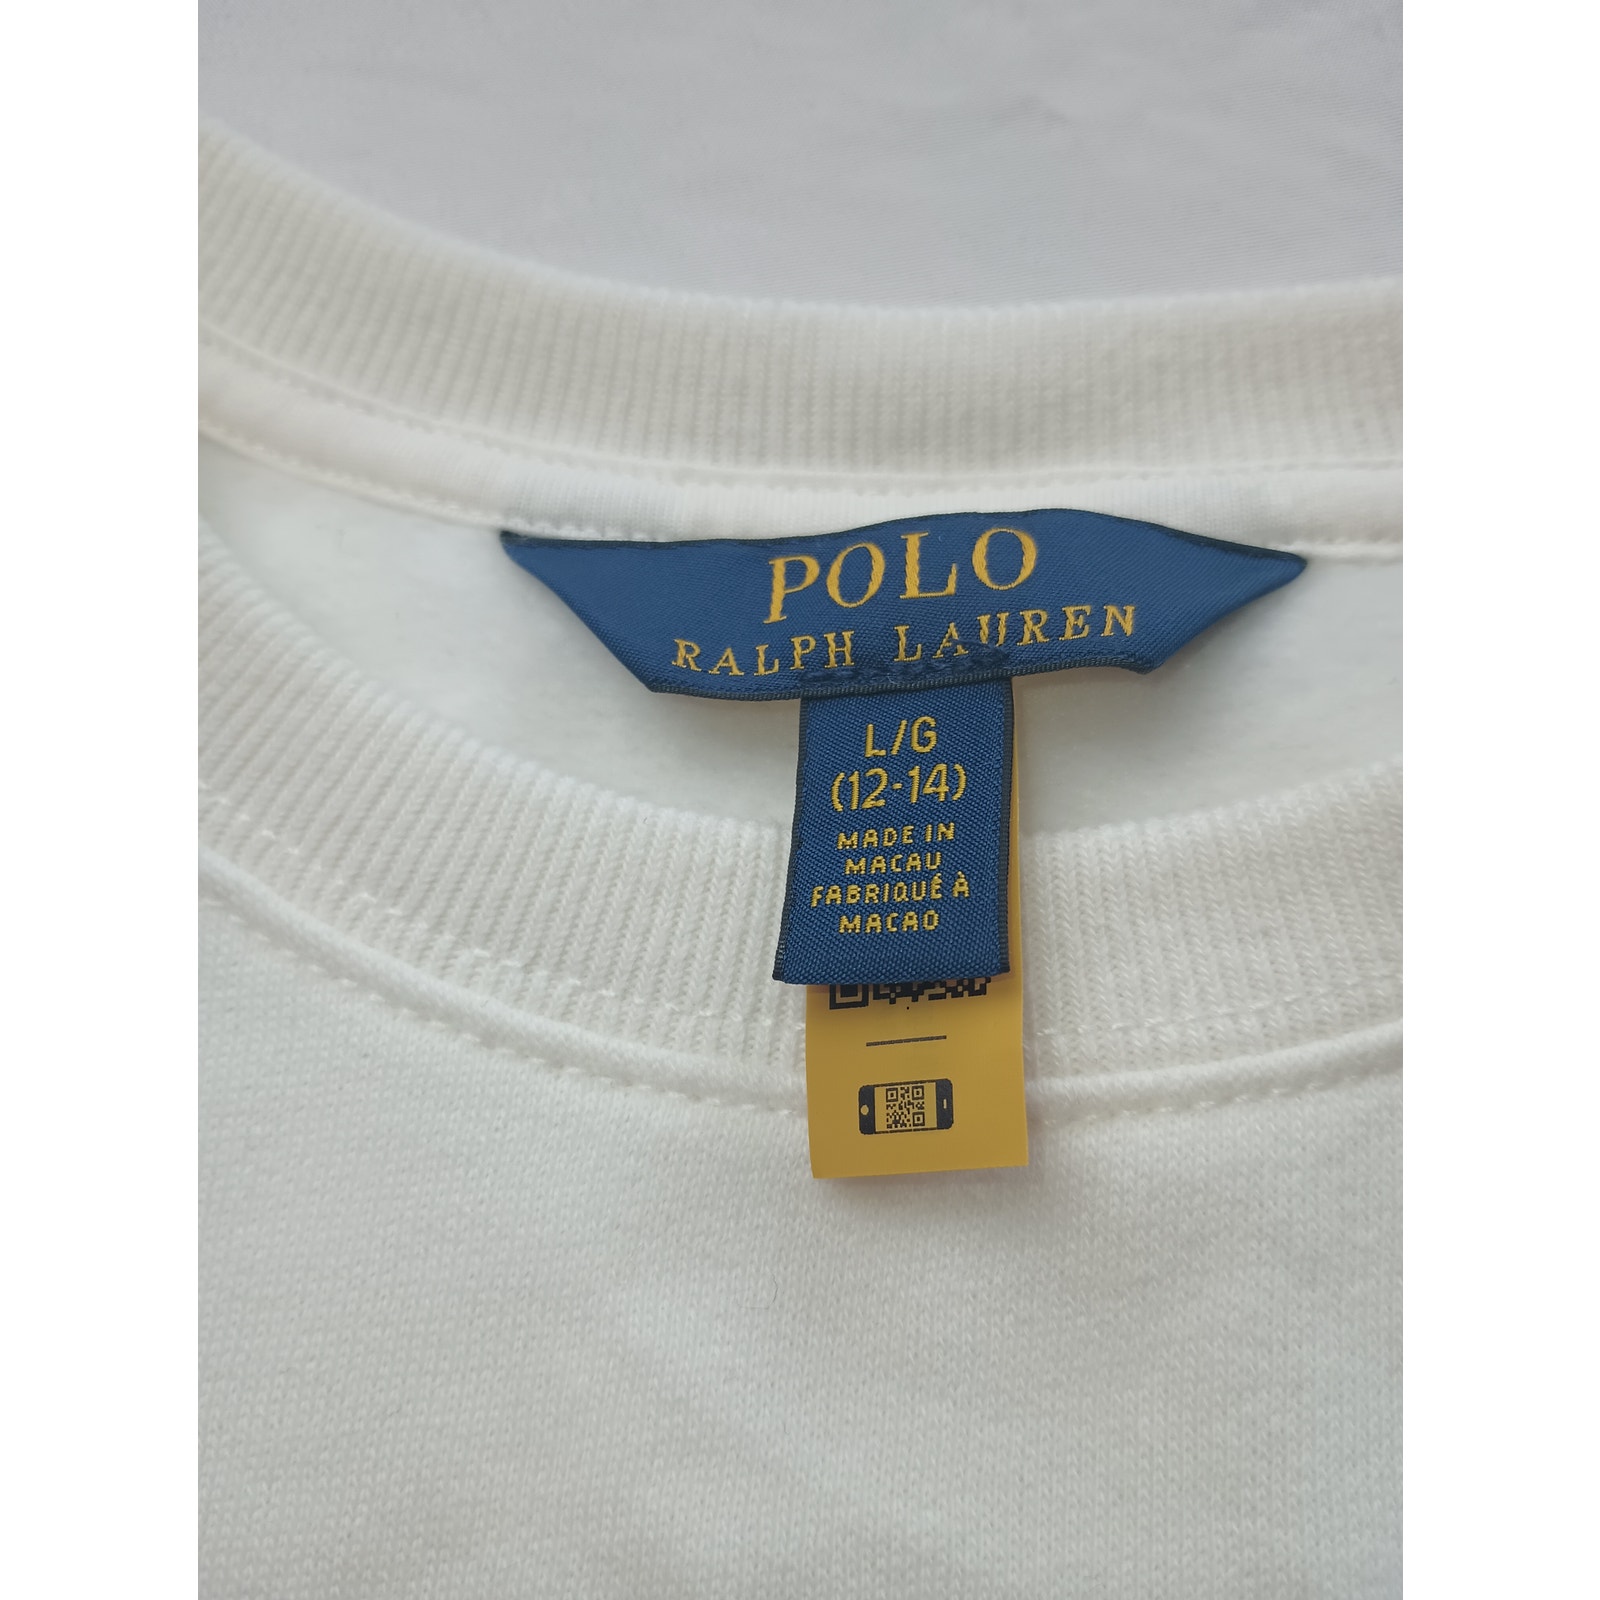 POLO
RALPH LAUREN
L/G
(12-14)
MADE IN
MACAU
FABRIQUÉ À
MACAO